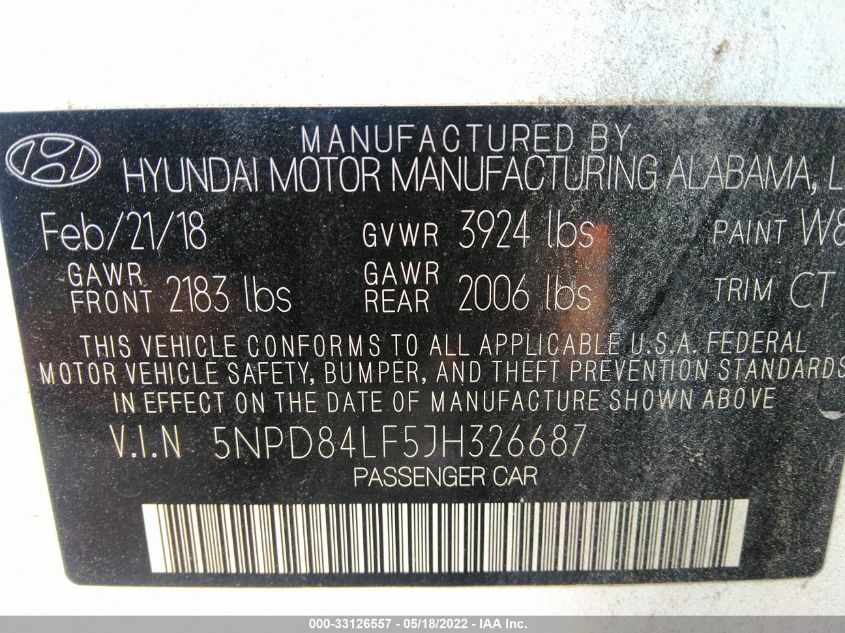 MANUFACTURED BY
HYUNDAI MOTOR MANUFACTURING ALABAMA, L
Feb/21/18 GVWR 3924 lbs PAINT W8
GAWR FRONT 2183 lbs GAWR REAR 2006 lbs TRIM CT
THIS VEHICLE CONFORMS TO ALL APPLICABLE U.S.A. FEDERAL
MOTOR VEHICLE SAFETY, BUMPER, AND THEFT PREVENTION STANDARDS
IN EFFECT ON THE DATE OF MANUFACTURE SHOWN ABOVE
V.I.N 5NPD84LF5JH326687
PASSENGER CAR
000-33126557 - 05/18/2022 - IAA Inc.